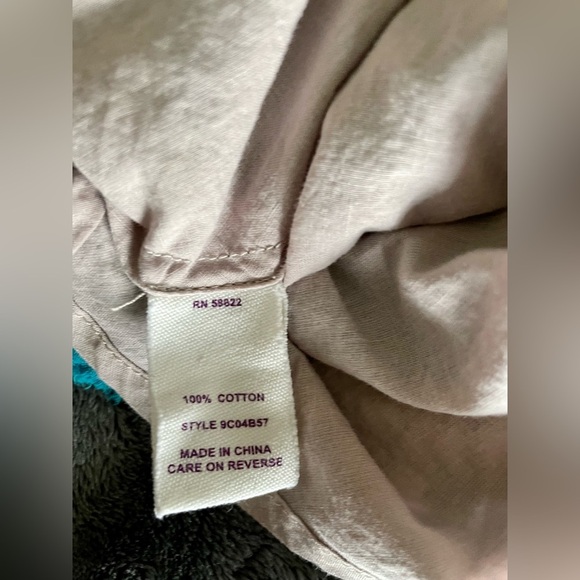 RN 58822
100% COTTON
STYLE 9C04B57
MADE IN CHINA
CARE ON REVERSE